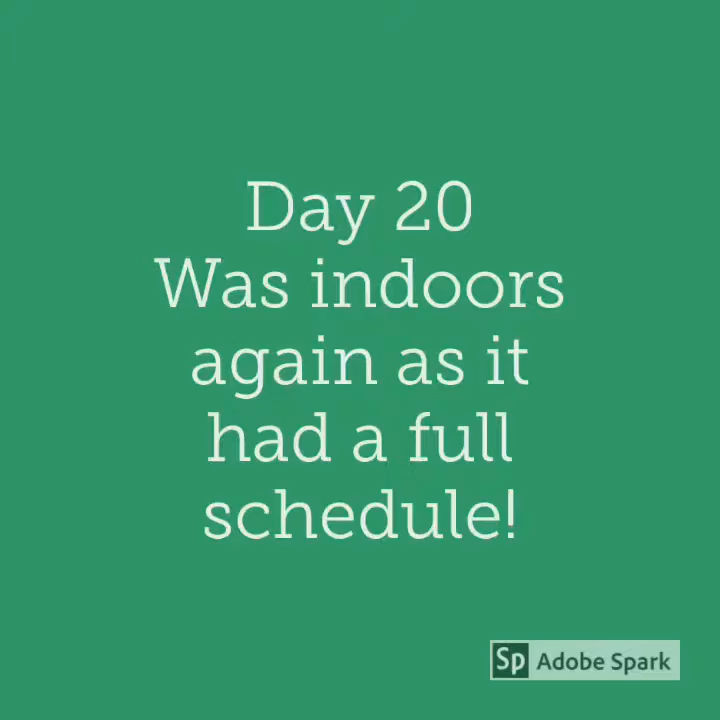 Day 20
Was indoors
again as it
had a full
schedule!
Sp Adobe Spark